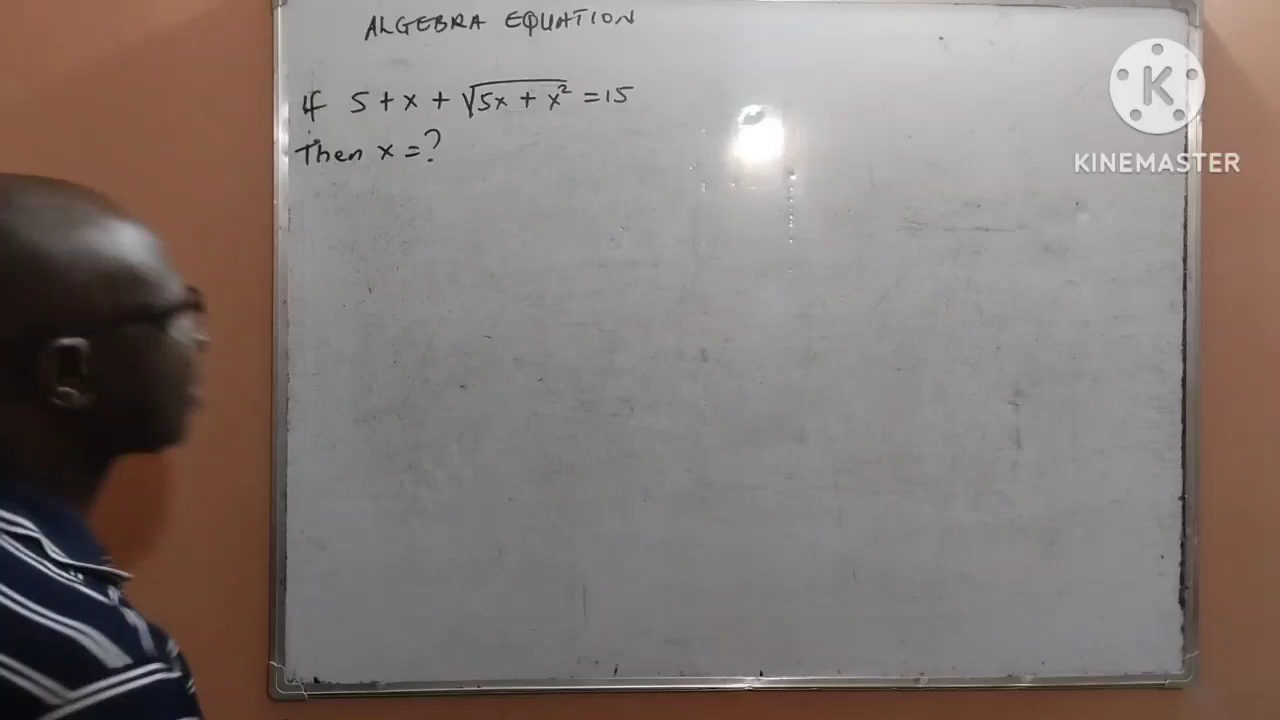 ALGEBRA EQUATION
If 5 + x + √(5x + x²) = 15
Then x = ?
K
KINEMASTER